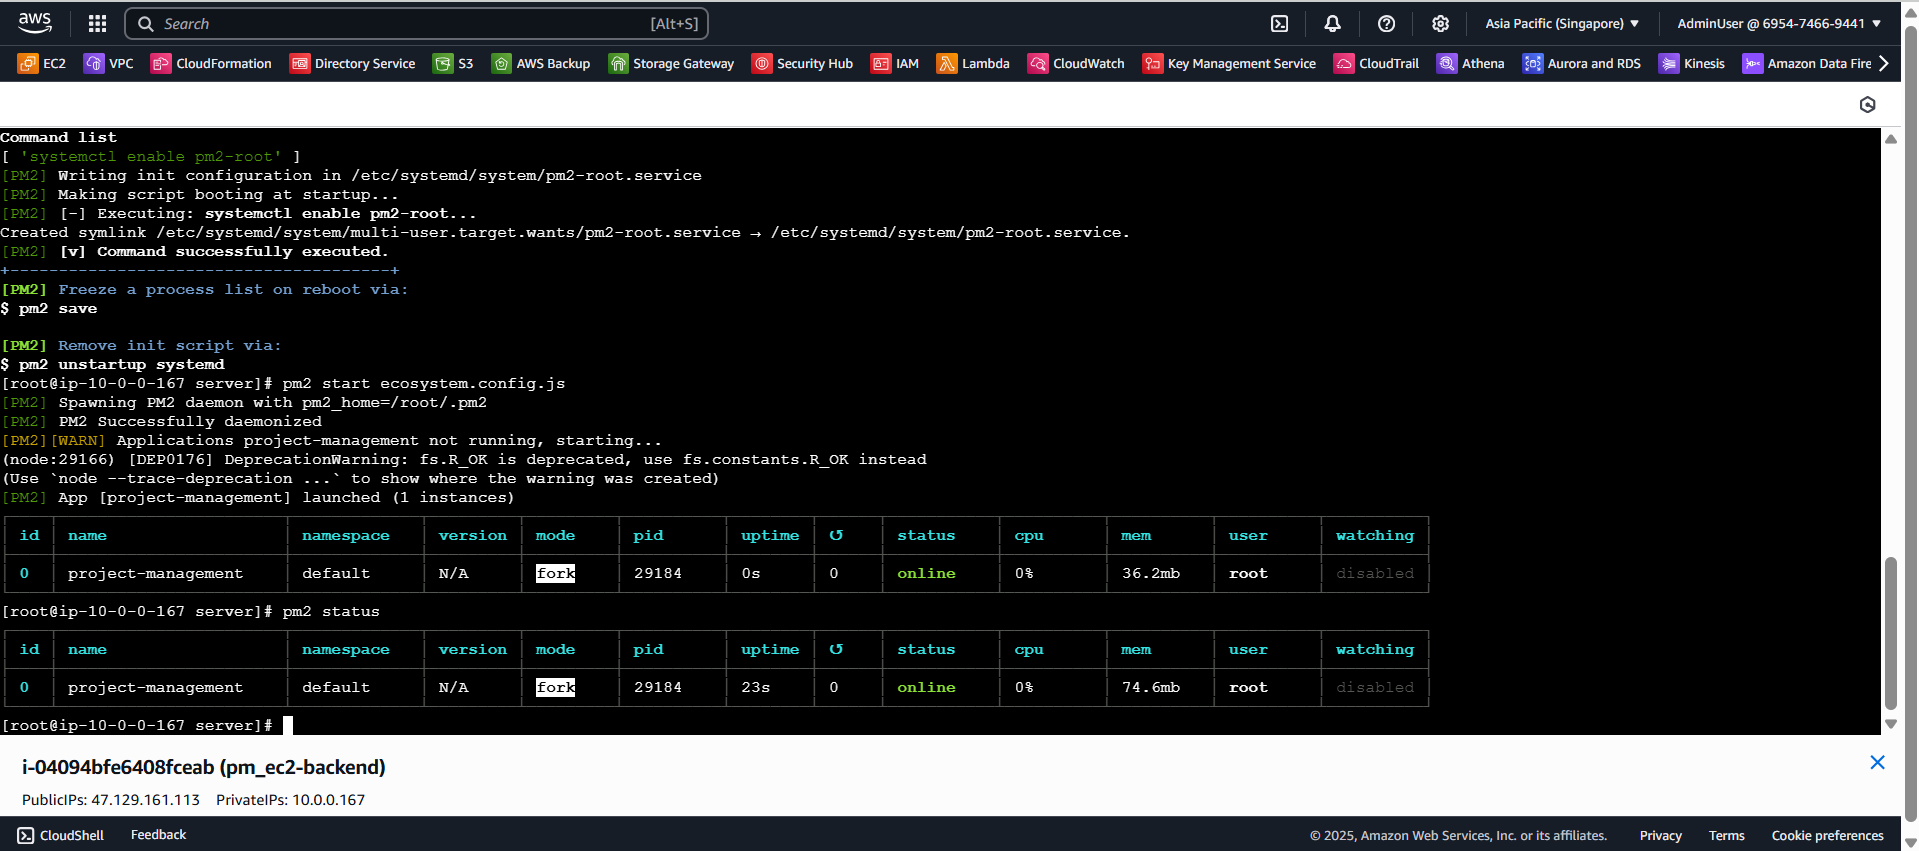 aws
Search [Alt+S]
Asia Pacific (Singapore) ▼ AdminUser @ 6954-7466-9441 ▼
EC2 VPC CloudFormation Directory Service S3 AWS Backup Storage Gateway Security Hub IAM Lambda CloudWatch Key Management Service CloudTrail Athena Aurora and RDS Kinesis Amazon Data Fire
Command list
[ 'systemctl enable pm2-root' ]
[PM2] Writing init configuration in /etc/systemd/system/pm2-root.service
[PM2] Making script booting at startup...
[PM2] [-] Executing: systemctl enable pm2-root...
Created symlink /etc/systemd/system/multi-user.target.wants/pm2-root.service → /etc/systemd/system/pm2-root.service.
[PM2] [v] Command successfully executed.
+---------------------------------------+
[PM2] Freeze a process list on reboot via:
$ pm2 save
[PM2] Remove init script via:
$ pm2 unstartup systemd
[root@ip-10-0-0-167 server]# pm2 start ecosystem.config.js
[PM2] Spawning PM2 daemon with pm2_home=/root/.pm2
[PM2] PM2 Successfully daemonized
[PM2][WARN] Applications project-management not running, starting...
(node:29166) [DEP0176] DeprecationWarning: fs.R_OK is deprecated, use fs.constants.R_OK instead
(Use `node --trace-deprecation ...` to show where the warning was created)
[PM2] App [project-management] launched (1 instances)
id name namespace version mode pid uptime ↺ status cpu mem user watching
0 project-management default N/A fork 29184 0s 0 online 0% 36.2mb root disabled
[root@ip-10-0-0-167 server]# pm2 status
id name namespace version mode pid uptime ↺ status cpu mem user watching
0 project-management default N/A fork 29184 23s 0 online 0% 74.6mb root disabled
[root@ip-10-0-0-167 server]#
i-04094bfe6408fceab (pm_ec2-backend)
PublicIPs: 47.129.161.113 PrivateIPs: 10.0.0.167
CloudShell Feedback © 2025, Amazon Web Services, Inc. or its affiliates. Privacy Terms Cookie preferences